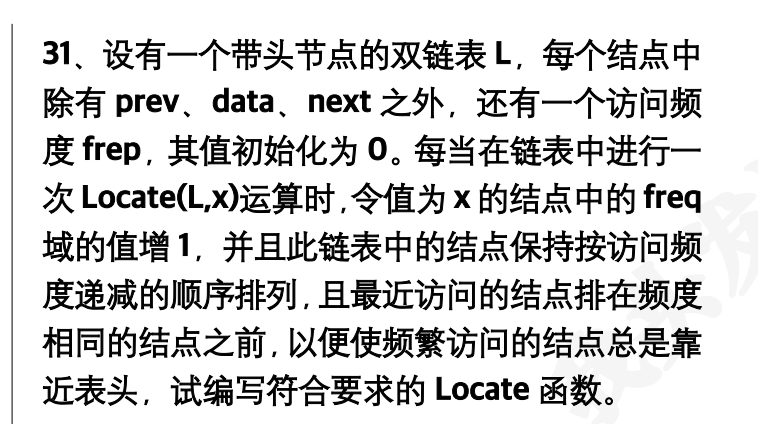 31、设有一个带头节点的双链表 L，每个结点中
除有 prev、data、next 之外，还有一个访问频
度 frep，其值初始化为 0。每当在链表中进行一
次 Locate(L,x)运算时,令值为 x 的结点中的 freq
域的值增 1，并且此链表中的结点保持按访问频
度递减的顺序排列,且最近访问的结点排在频度
相同的结点之前,以便使频繁访问的结点总是靠
近表头，试编写符合要求的 Locate 函数。